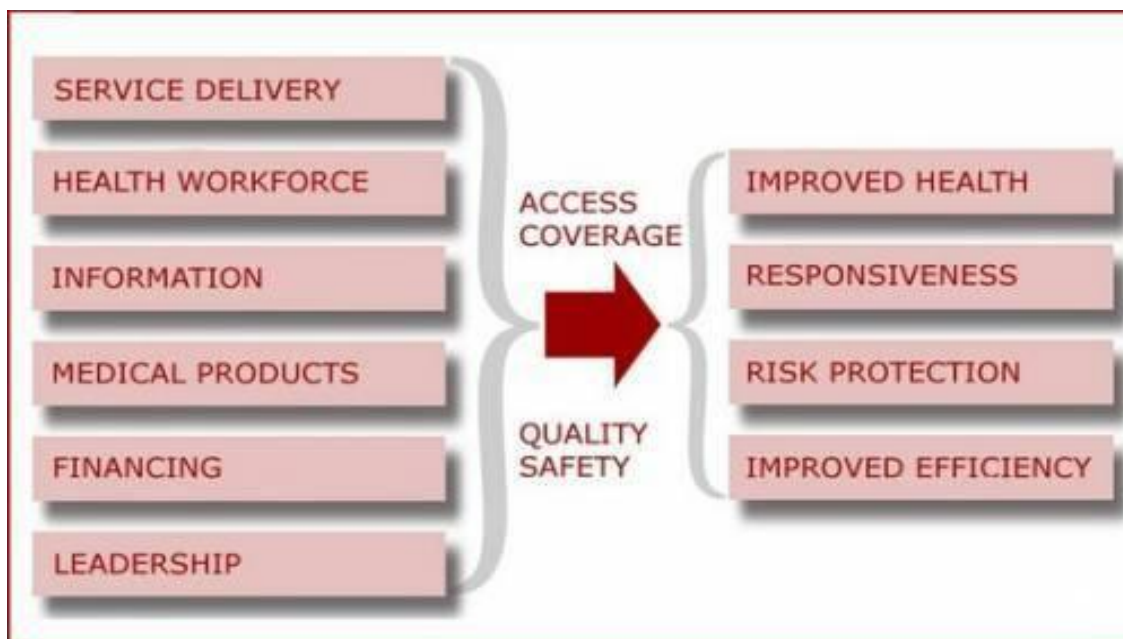 SERVICE DELIVERY
HEALTH WORKFORCE
INFORMATION
MEDICAL PRODUCTS
FINANCING
LEADERSHIP
ACCESS
COVERAGE
QUALITY
SAFETY
IMPROVED HEALTH
RESPONSIVENESS
RISK PROTECTION
IMPROVED EFFICIENCY